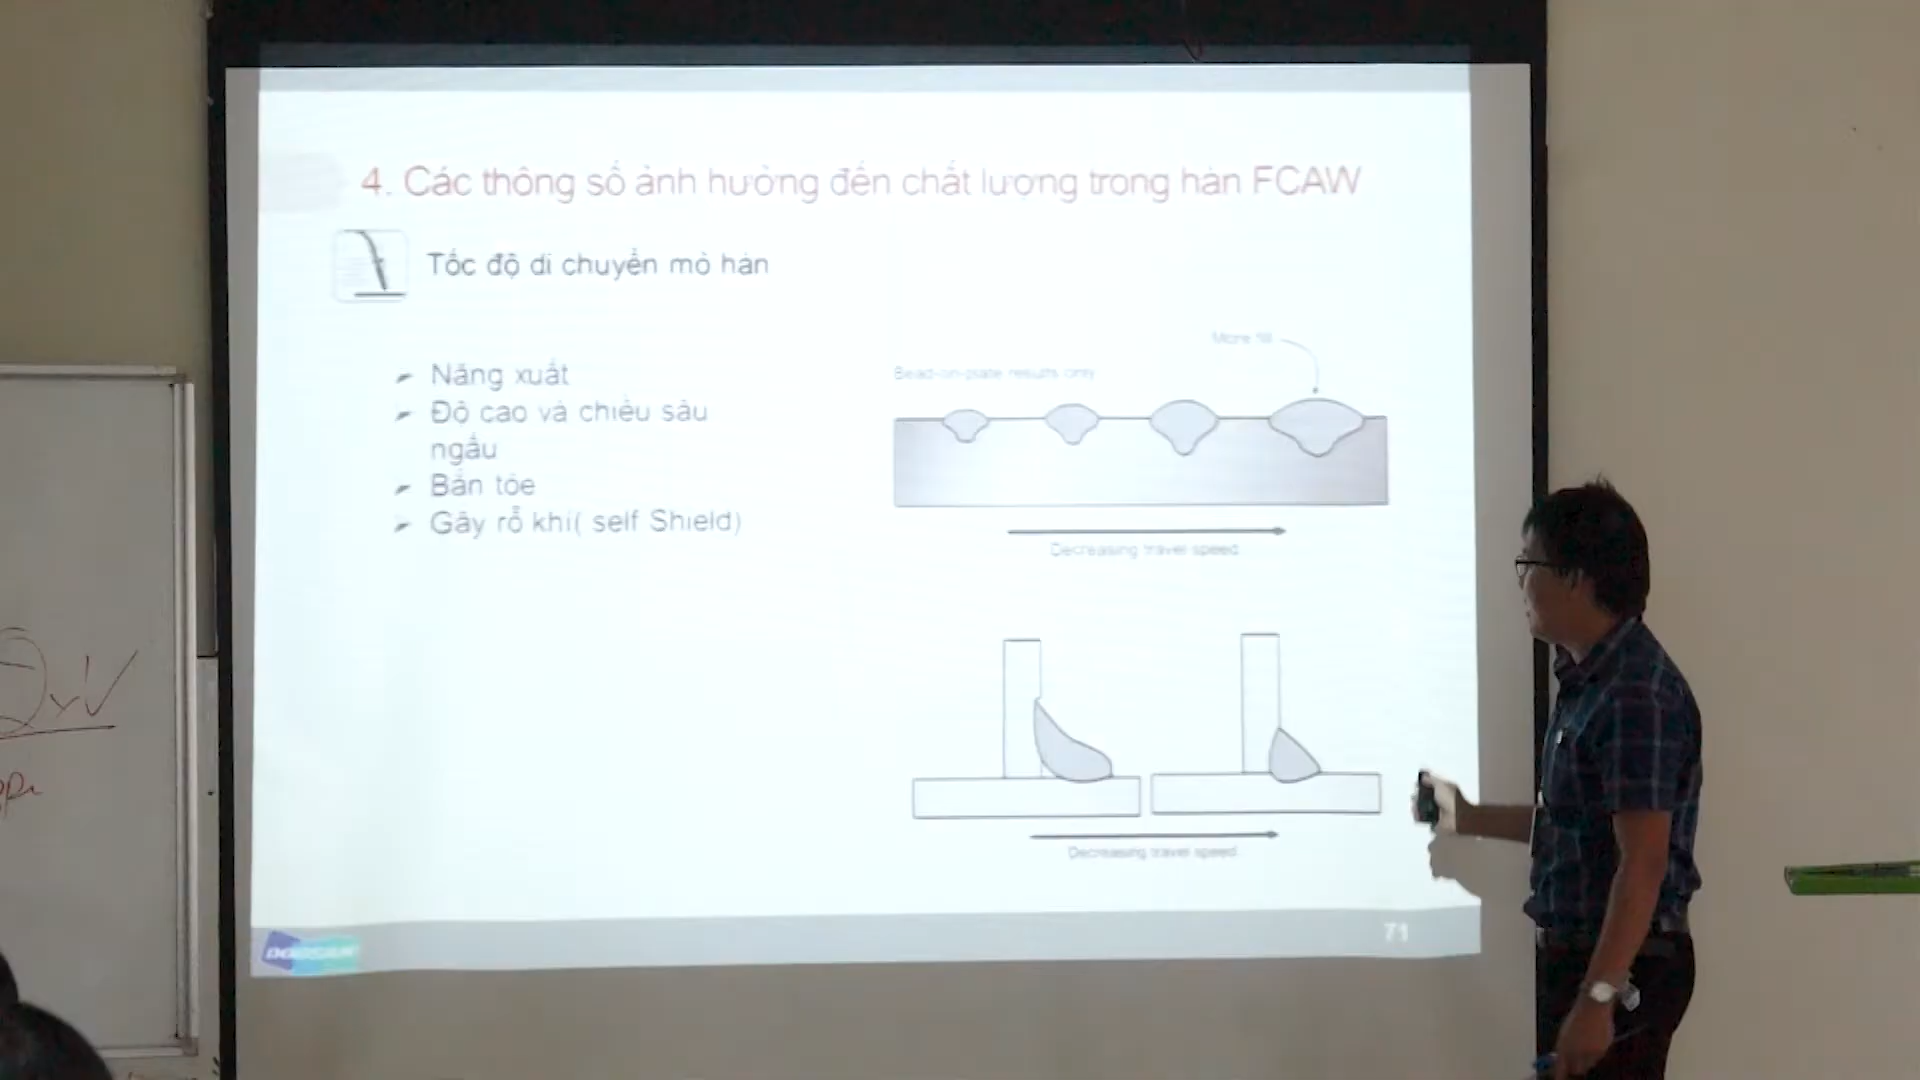 4. Các thông số ảnh hưởng đến chất lượng trong hàn FCAW
Tốc độ di chuyển mỏ hàn
Năng xuất
Độ cao và chiều sâu
ngấu
Bắn tóe
Gây rỗ khí( self Shield)
More fill
Bead-on-plate results only
Decreasing travel speed
Decreasing travel speed
DOOSAN
71